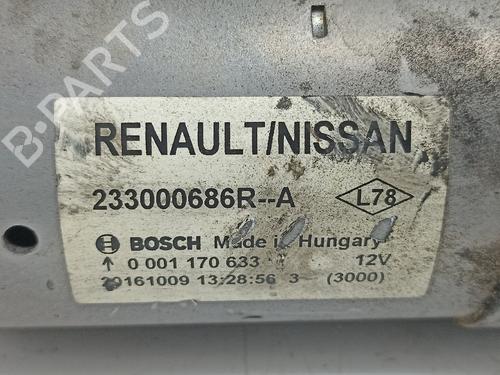 B-PARTS
RENAULT/NISSAN
233000686R--A
L78
BOSCH Made in Hungary
0 001 170 633 12V
20161009 13:28:56 3 (3000)